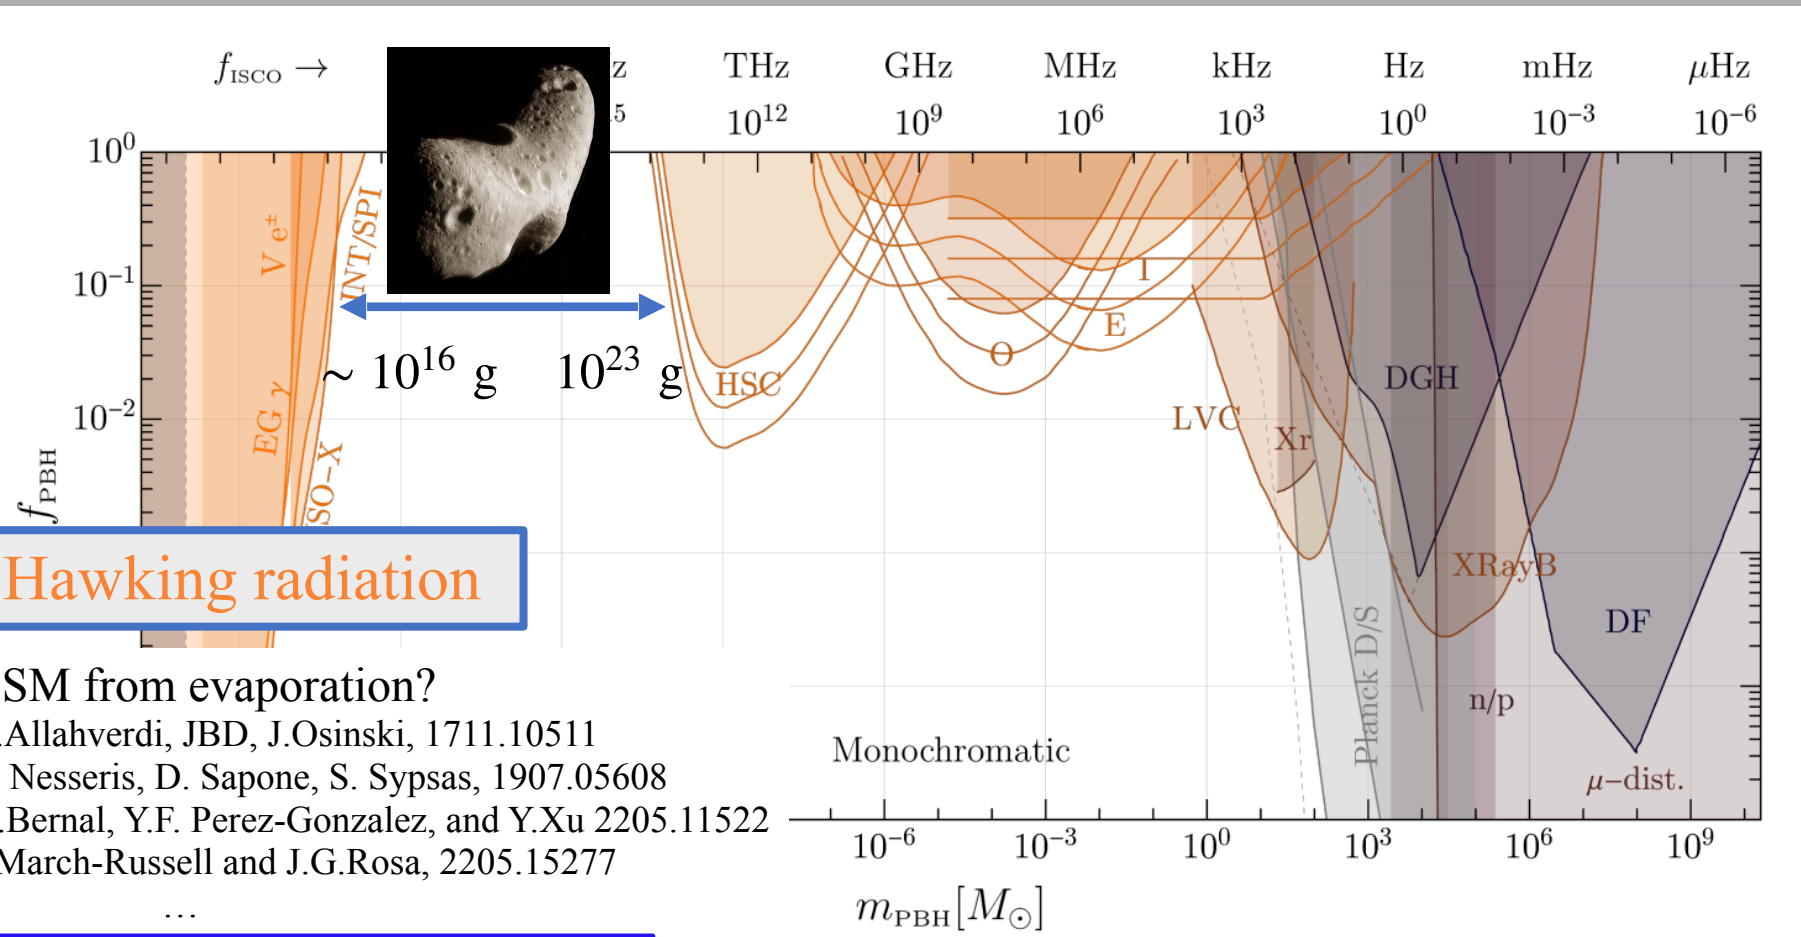 f_ISCO → z THz GHz MHz kHz Hz mHz μHz
10^12 10^9 10^6 10^3 10^0 10^-3 10^-6
10^0
10^-1
10^-2
f_PBH
V e^±
EG γ
INT/SPI
SO-X
~ 10^16 g 10^23 g
HSC
O
I
E
LVC
Xr
DGH
XRayB
DF
Planck D/S
n/p
μ-dist.
Monochromatic
Hawking radiation
SM from evaporation?
.Allahverdi, JBD, J.Osinski, 1711.10511
Nesseris, D. Sapone, S. Sypsas, 1907.05608
.Bernal, Y.F. Perez-Gonzalez, and Y.Xu 2205.11522
March-Russell and J.G.Rosa, 2205.15277
…
10^-6 10^-3 10^0 10^3 10^6 10^9
m_PBH[M_⊙]